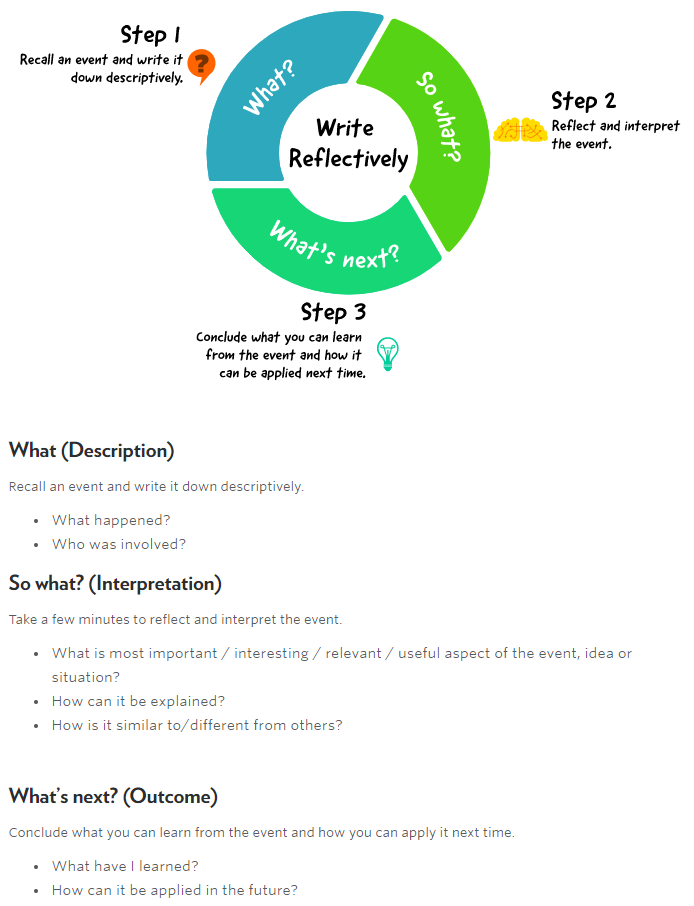 Step 1
Recall an event and write it
down descriptively.
?
What?
So what?
Step 2
Reflect and interpret
the event.
Write
Reflectively
What's next?
Step 3
Conclude what you can learn
from the event and how it
can be applied next time.
What (Description)
Recall an event and write it down descriptively.
• What happened?
• Who was involved?
So what? (Interpretation)
Take a few minutes to reflect and interpret the event.
• What is most important / interesting / relevant / useful aspect of the event, idea or
situation?
• How can it be explained?
• How is it similar to/different from others?
What’s next? (Outcome)
Conclude what you can learn from the event and how you can apply it next time.
• What have I learned?
• How can it be applied in the future?